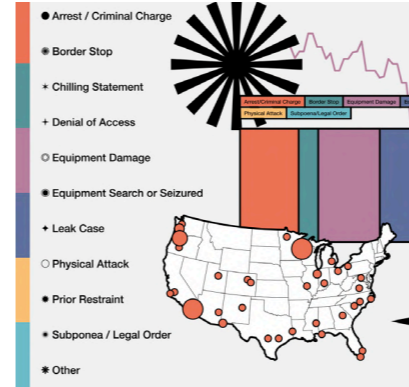 Arrest / Criminal Charge
Border Stop
Chilling Statement
Denial of Access
Equipment Damage
Equipment Search or Seizured
Leak Case
Physical Attack
Prior Restraint
Subponea / Legal Order
Other
Arrest/Criminal Charge Border Stop Equipment Damage
Physical Attack Subponea/Legal Order